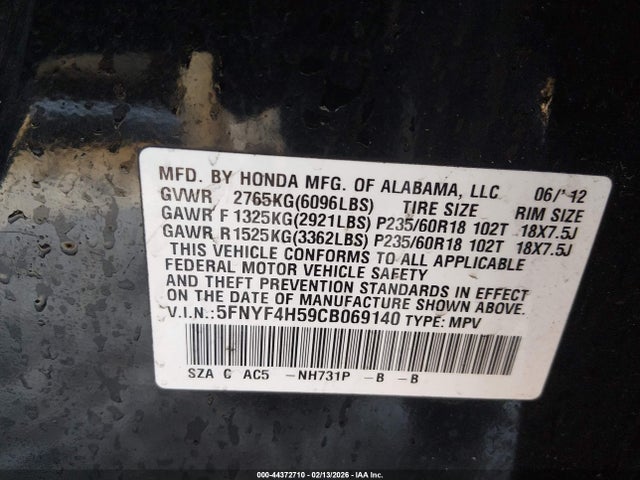 MFD. BY HONDA MFG. OF ALABAMA, LLC 06/12
GVWR 2765KG(6096LBS) TIRE SIZE RIM SIZE
GAWR F 1325KG(2921LBS) P235/60R18 102T 18X7.5J
GAWR R1525KG(3362LBS) P235/60R18 102T 18X7.5J
THIS VEHICLE CONFORMS TO ALL APPLICABLE
FEDERAL MOTOR VEHICLE SAFETY
AND THEFT PREVENTION STANDARDS IN EFFECT
ON THE DATE OF MANUFACTURE SHOWN ABOVE.
V.I.N.:5FNYF4H59CB069140 TYPE: MPV
SZA C AC5 -NH731P -B -B
000-44372710 - 02/13/2026 - IAA Inc.